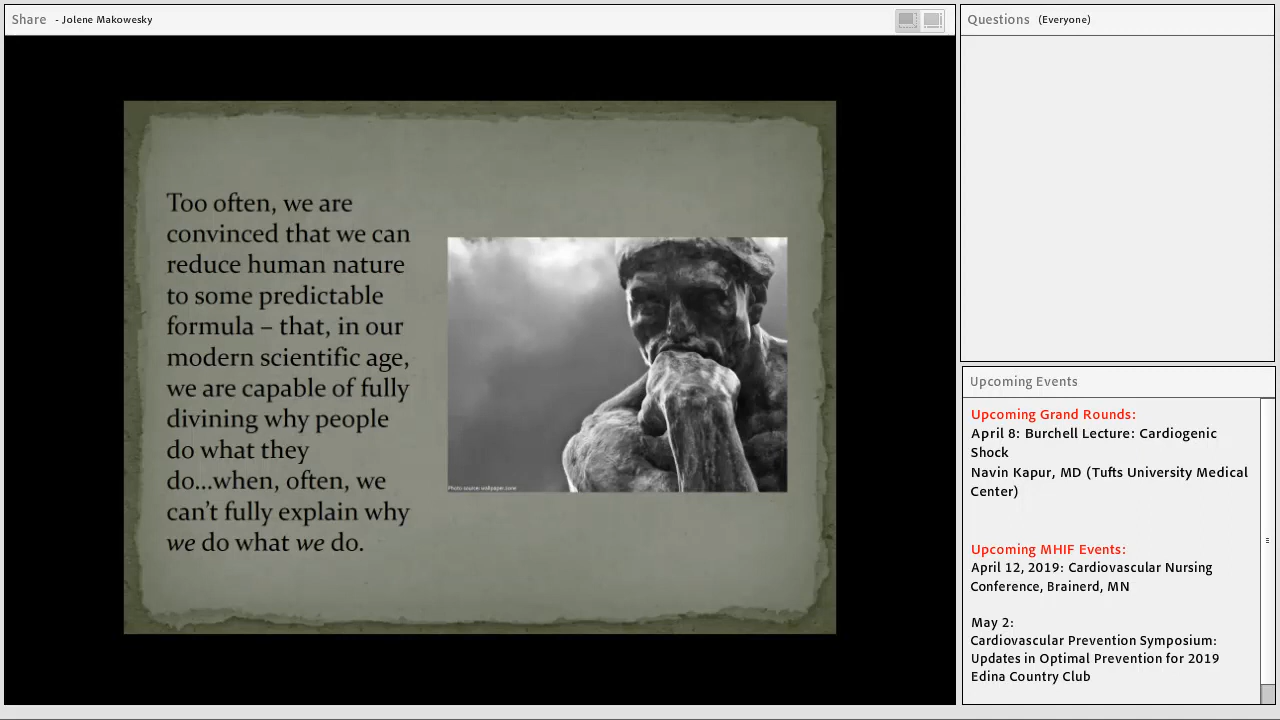 Share - Jolene Makowesky
Questions (Everyone)
Too often, we are
convinced that we can
reduce human nature
to some predictable
formula – that, in our
modern scientific age,
we are capable of fully
divining why people
do what they
do...when, often, we
can't fully explain why
we do what we do.
Photo source: wallpaper.zone
Upcoming Events
Upcoming Grand Rounds:
April 8: Burchell Lecture: Cardiogenic
Shock
Navin Kapur, MD (Tufts University Medical
Center)
Upcoming MHIF Events:
April 12, 2019: Cardiovascular Nursing
Conference, Brainerd, MN
May 2:
Cardiovascular Prevention Symposium:
Updates in Optimal Prevention for 2019
Edina Country Club